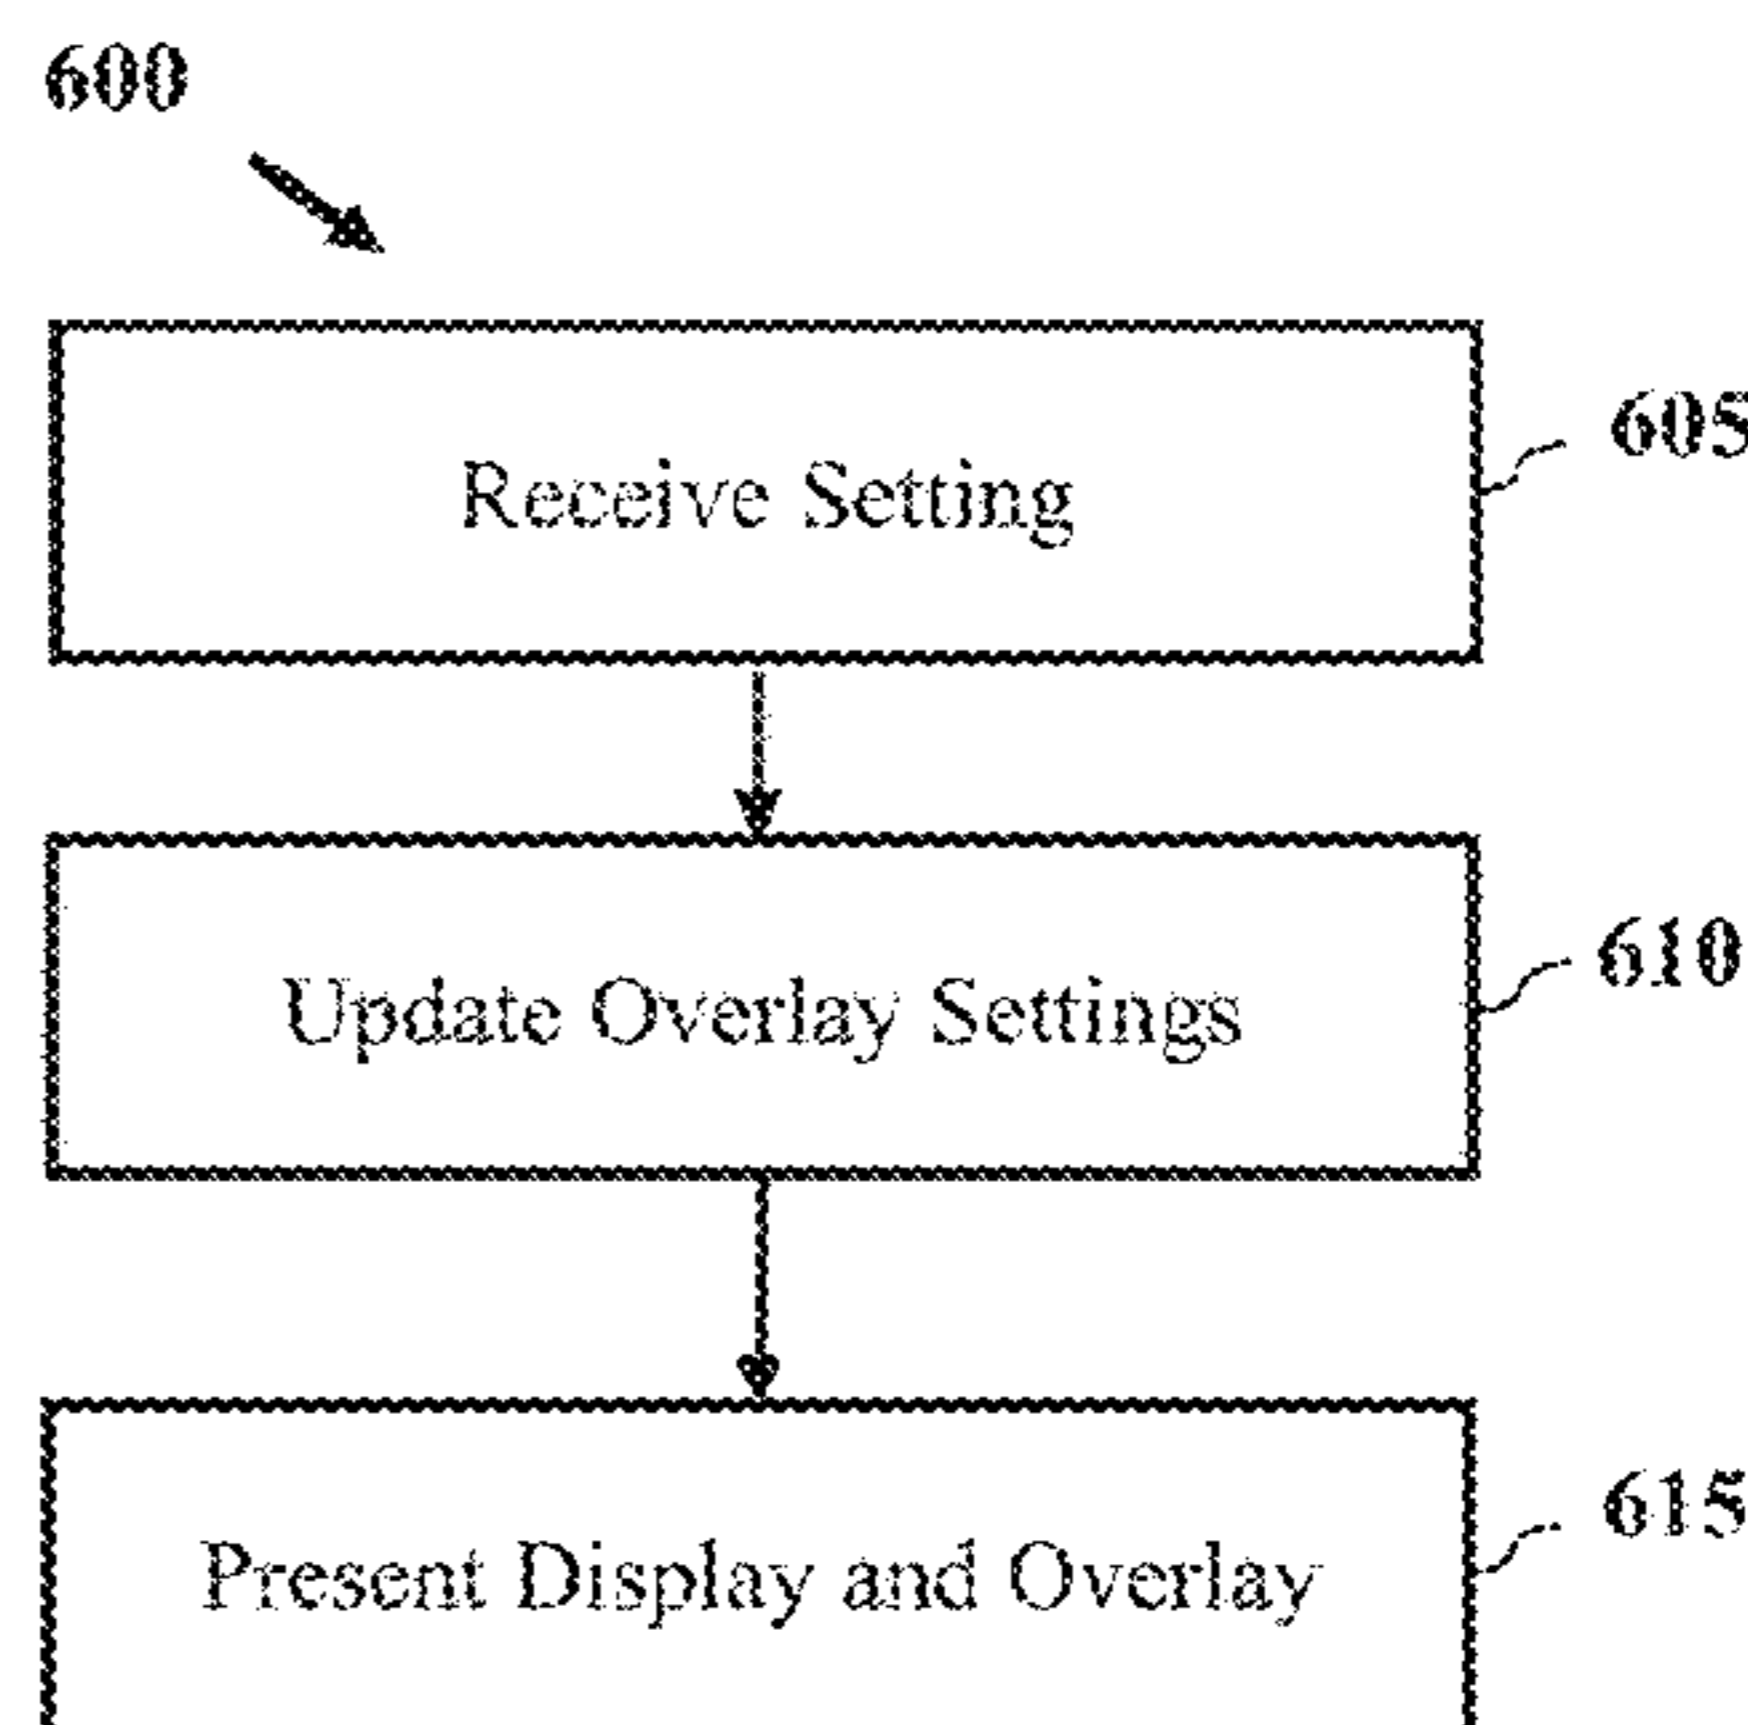 600
Receive Setting
605
Update Overlay Settings
610
Present Display and Overlay
615